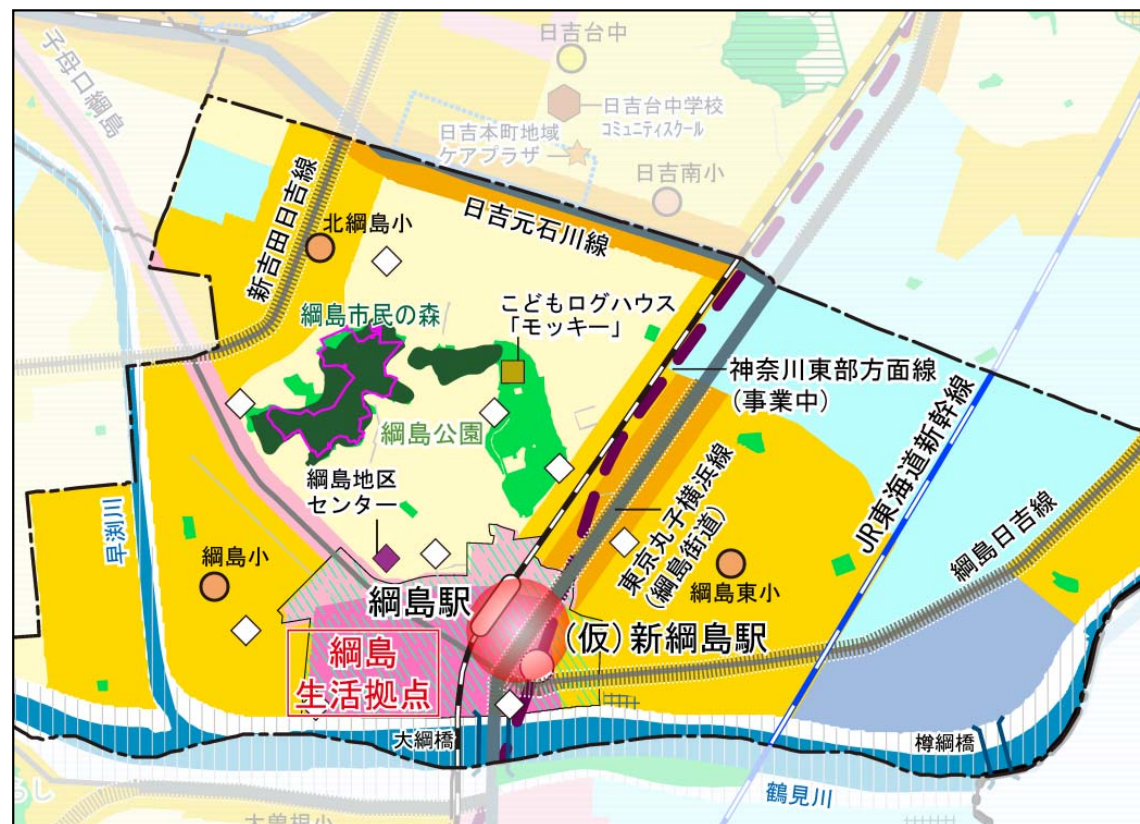 日吉台中
子母口綱島
日吉台中学校
コミュニティスクール
日吉本町地域
ケアプラザ
日吉南小
新吉田日吉線
北綱島小
日吉元石川線
綱島市民の森
こどもログハウス
「モッキー」
神奈川東部方面線
(事業中)
綱島公園
JR東海道新幹線
綱島地区
センター
東京丸子横浜線
(綱島街道)
綱島日吉線
早渕川
綱島小
綱島東小
綱島駅
(仮)新綱島駅
綱島
生活拠点
大綱橋
樽綱橋
鶴見川
大曽根小